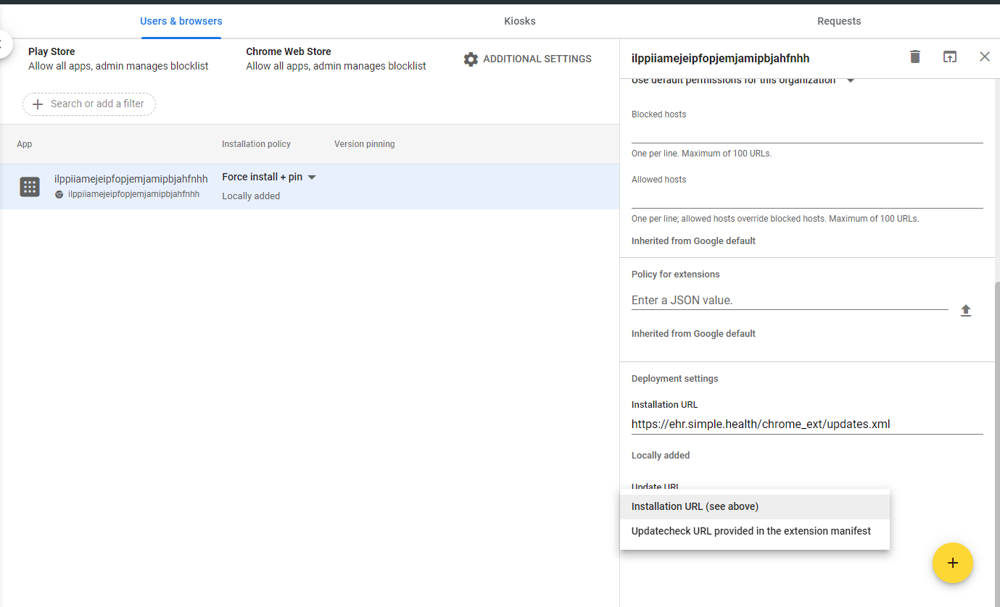 Users & browsers
Kiosks
Requests
Play Store
Allow all apps, admin manages blocklist
Chrome Web Store
Allow all apps, admin manages blocklist
ADDITIONAL SETTINGS
Search or add a filter
App
Installation policy
Version pinning
ilppiiamejeipfopjemjamipbjahfnhh
ilppiiamejeipfopjemjamipbjahfnhh
Force install + pin
Locally added
ilppiiamejeipfopjemjamipbjahfnhh
Use default permissions for this organization
Blocked hosts
One per line. Maximum of 100 URLs.
Allowed hosts
One per line; allowed hosts override blocked hosts. Maximum of 100 URLs.
Inherited from Google default
Policy for extensions
Enter a JSON value.
Inherited from Google default
Deployment settings
Installation URL
https://ehr.simple.health/chrome_ext/updates.xml
Locally added
Update URL
Installation URL (see above)
Updatecheck URL provided in the extension manifest